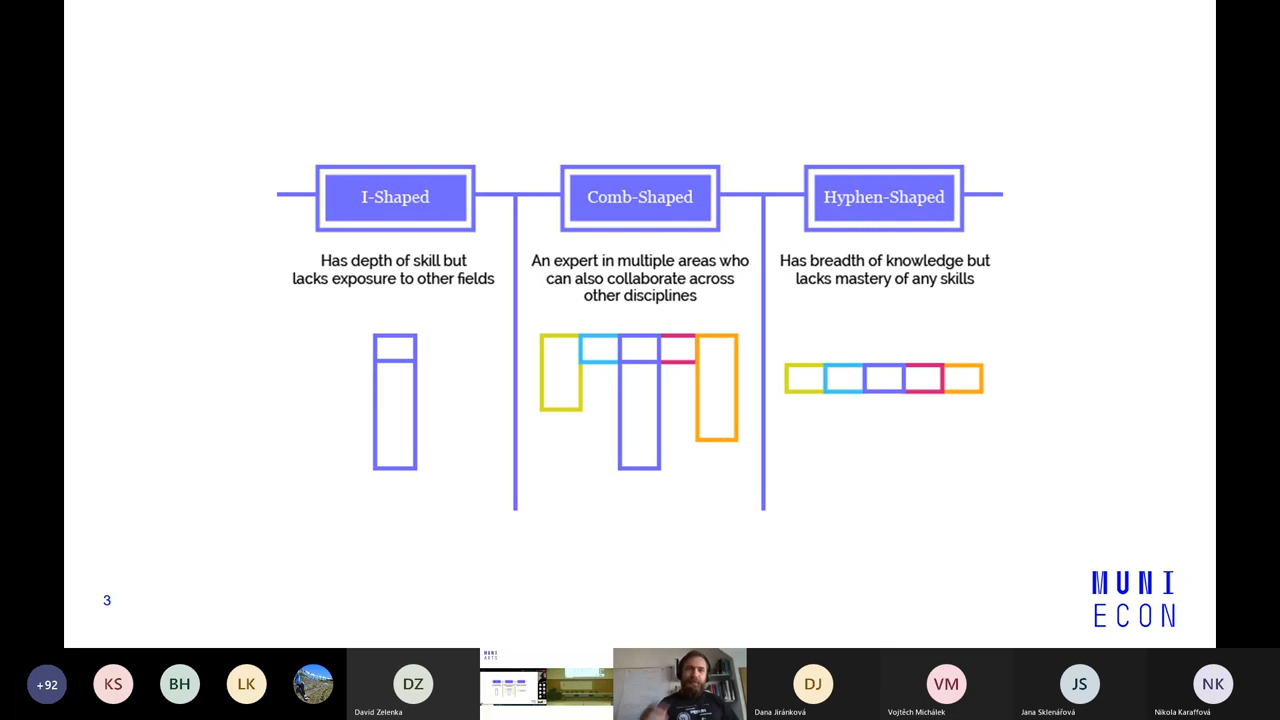 I-Shaped
Comb-Shaped
Hyphen-Shaped
Has depth of skill but
lacks exposure to other fields
An expert in multiple areas who
can also collaborate across
other disciplines
Has breadth of knowledge but
lacks mastery of any skills
3
MUNI
ECON
+92
KS
BH
LK
DZ
David Zelenka
MUNI
ARTS
DJ
Dana Jiránková
VM
Vojtěch Michálek
JS
Jana Sklenářová
NK
Nikola Karaffová